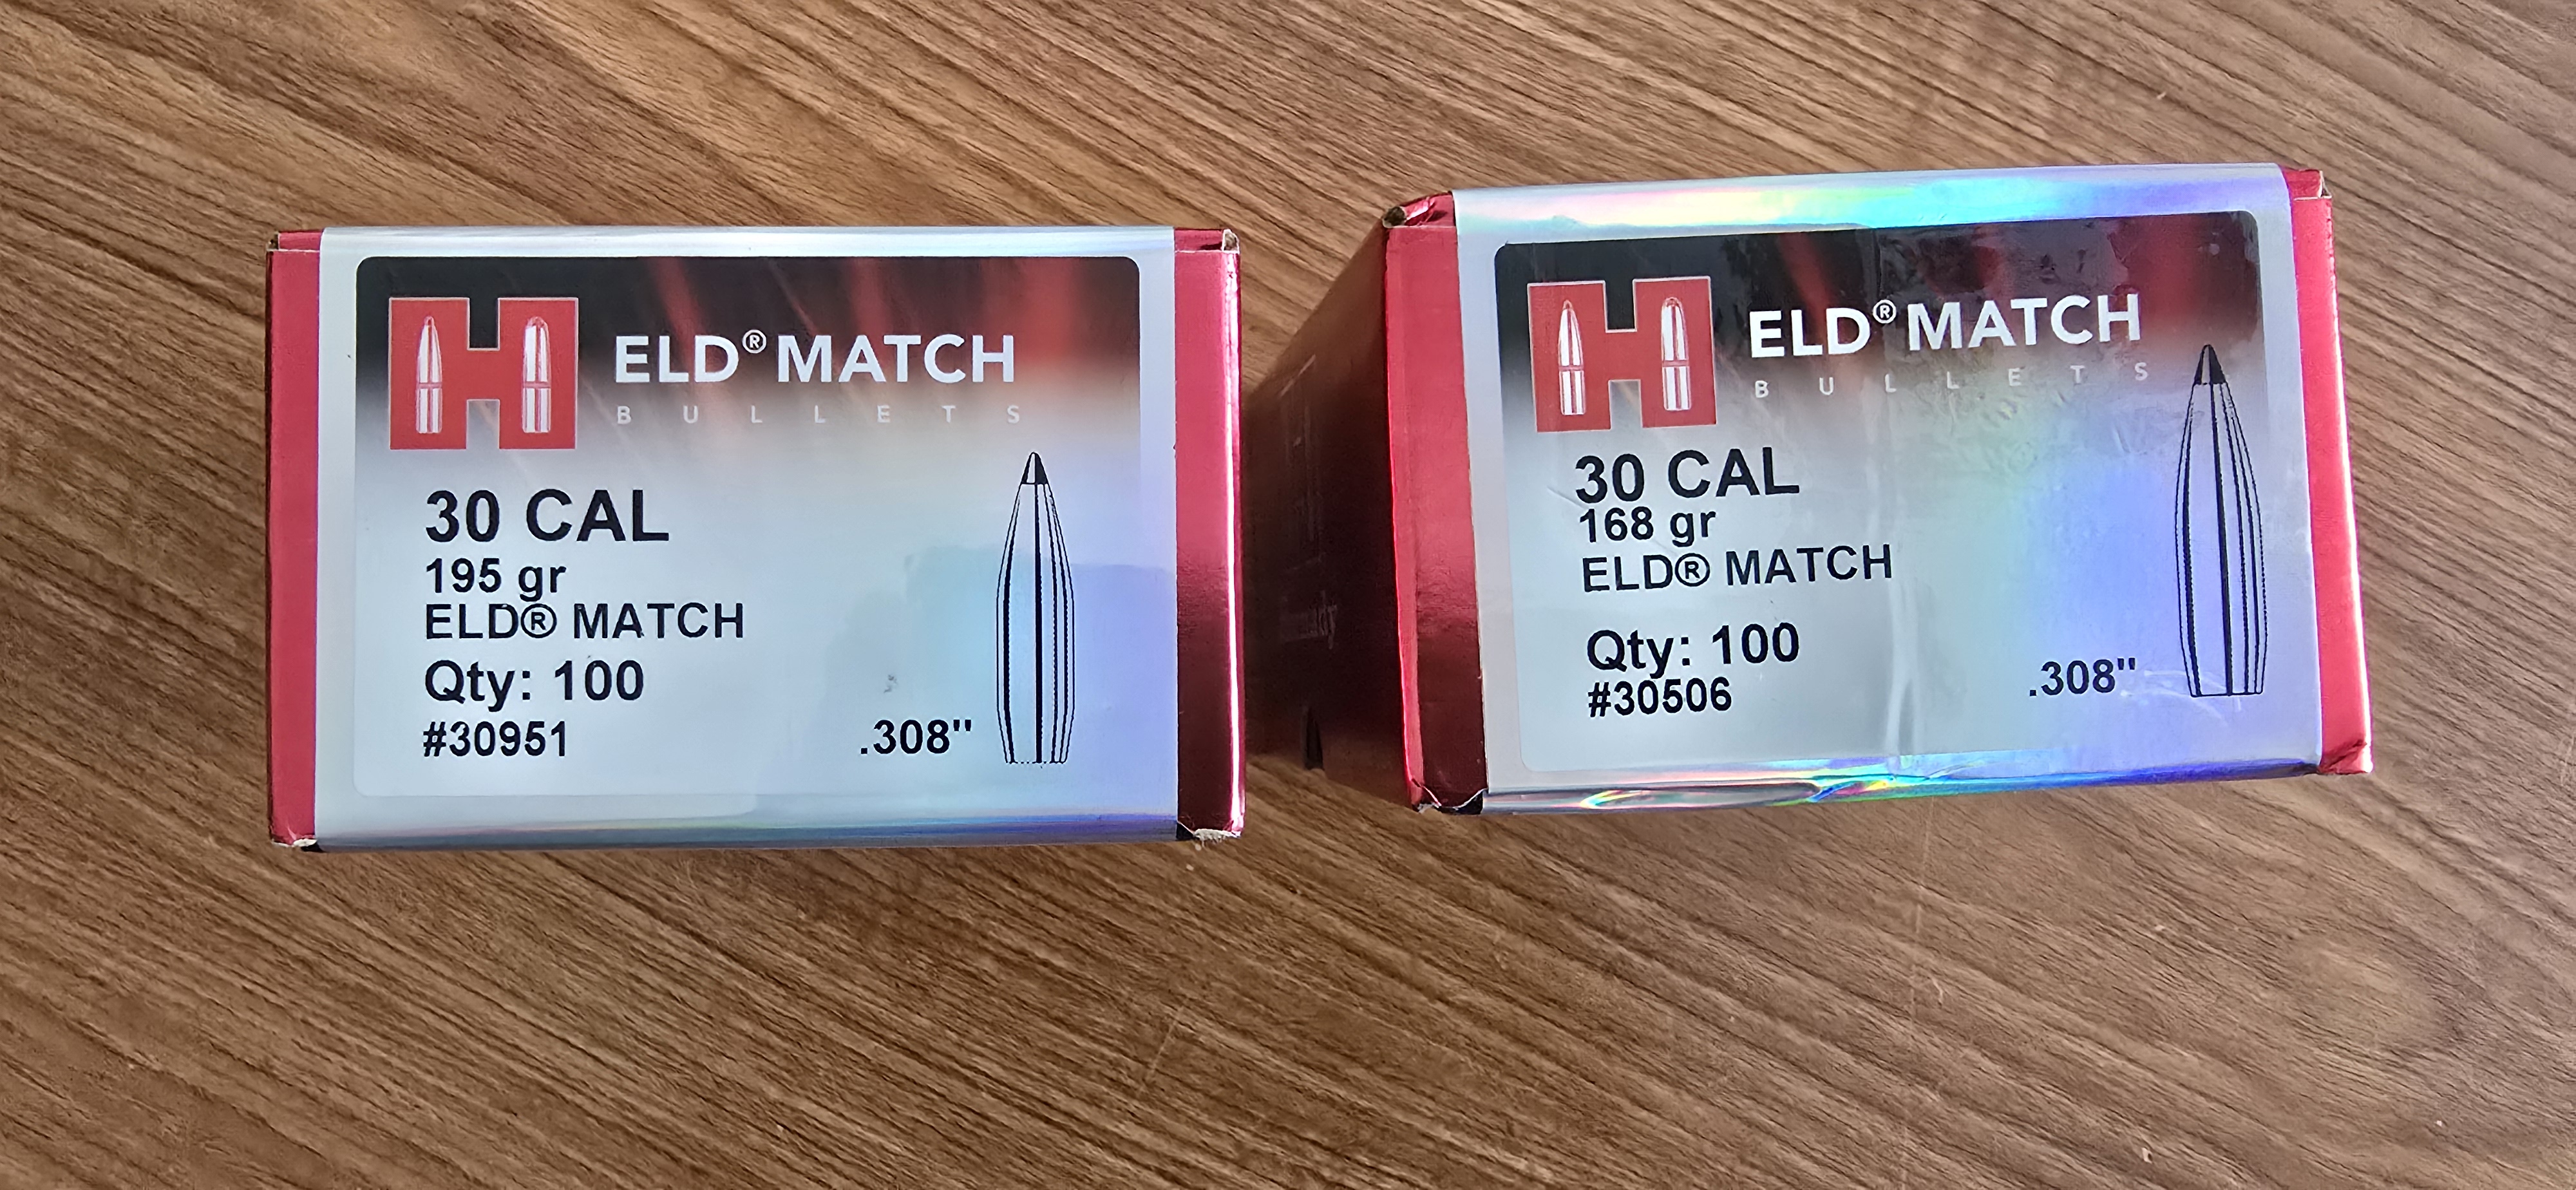 ELD® MATCH
BULLETS
30 CAL
195 gr
ELD® MATCH
Qty: 100
#30951
.308"
ELD® MATCH
BULLETS
30 CAL
168 gr
ELD® MATCH
Qty: 100
#30506
.308"